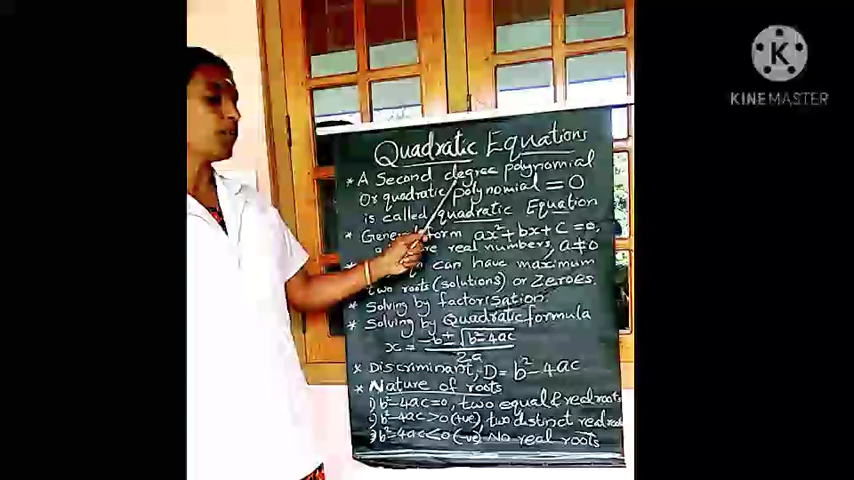 Quadratic Equations
* A Second degree polynomial
Or quadratic polynomial = 0
is called quadratic Equation
* General form ax²+bx+c=0,
are real numbers, a≠0
* can have maximum
two roots (solutions) or Zeroes.
* Solving by factorisation.
* Solving by Quadratic formula
x = -b±√b²-4ac / 2a
* Discriminant, D = b²-4ac
* Nature of roots
1) b²-4ac=0, two equal & real roots
2) b²-4ac>0 (+ve), two distinct real roots
3) b²-4ac<0 (-ve) No real roots
K
KINEMASTER